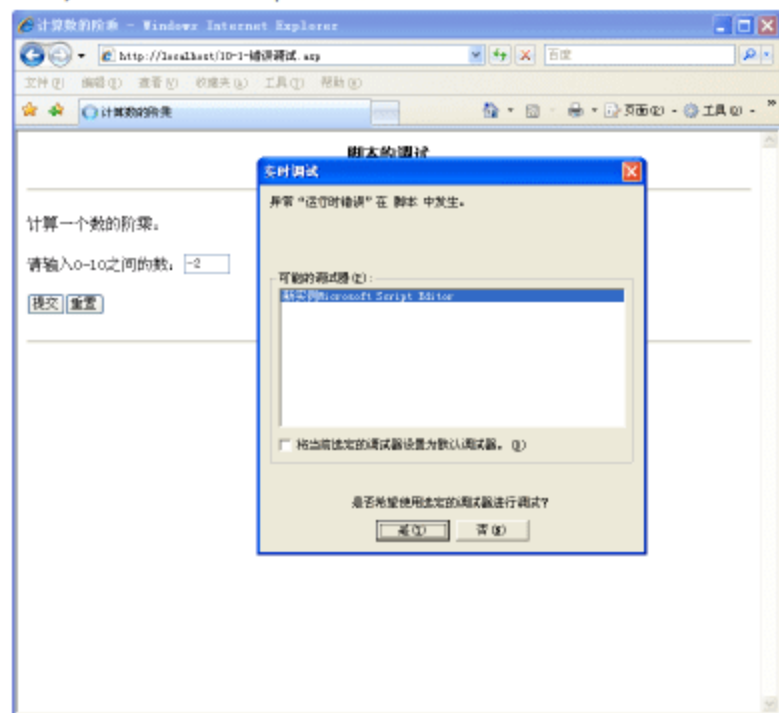 计算数的阶乘 - Windows Internet Explorer
http://localhost/10-1-错误调试.asp
百度
文件(F) 编辑(E) 查看(V) 收藏夹(A) 工具(T) 帮助(H)
计算数的阶乘
页面(P) 工具(O)
脚本的调试
计算一个数的阶乘。
请输入0-10之间的数： -2
提交 重置
实时调试
异常“运行时错误”在 脚本 中发生。
可能的调试器(P):
新实例Microsoft Script Editor
将当前选定的调试器设置为默认调试器。
是否希望使用选定的调试器进行调试?
是(Y) 否(N)